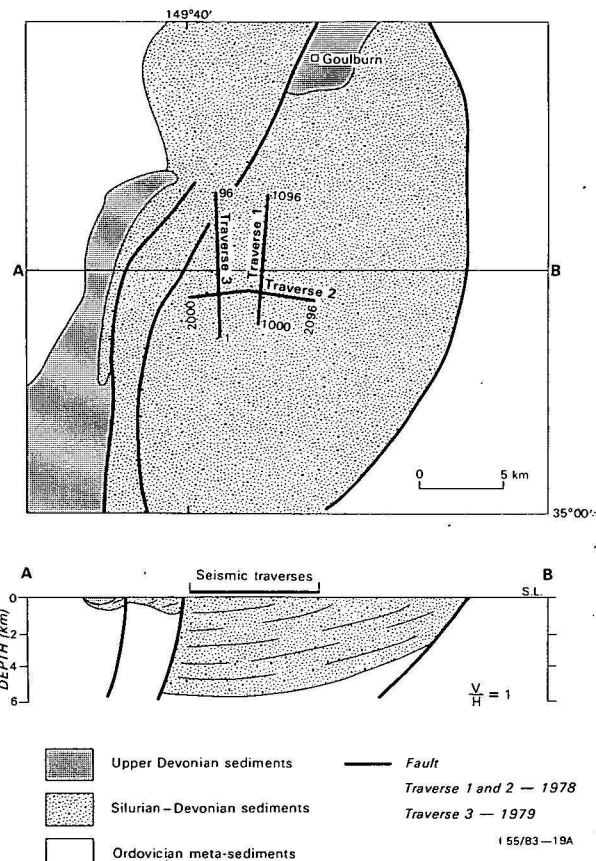 149°40'
Goulburn
96
1096
Traverse 3
Traverse 1
A
B
Traverse 2
2000
1
1000
2096
0 5 km
35°00'
A
Seismic traverses
B
S.L.
0
2
4
6
DEPTH (km)
V/H = 1
Upper Devonian sediments
Fault
Traverse 1 and 2 — 1978
Silurian–Devonian sediments
Traverse 3 — 1979
I 55/B3—19A
Ordovician meta-sediments